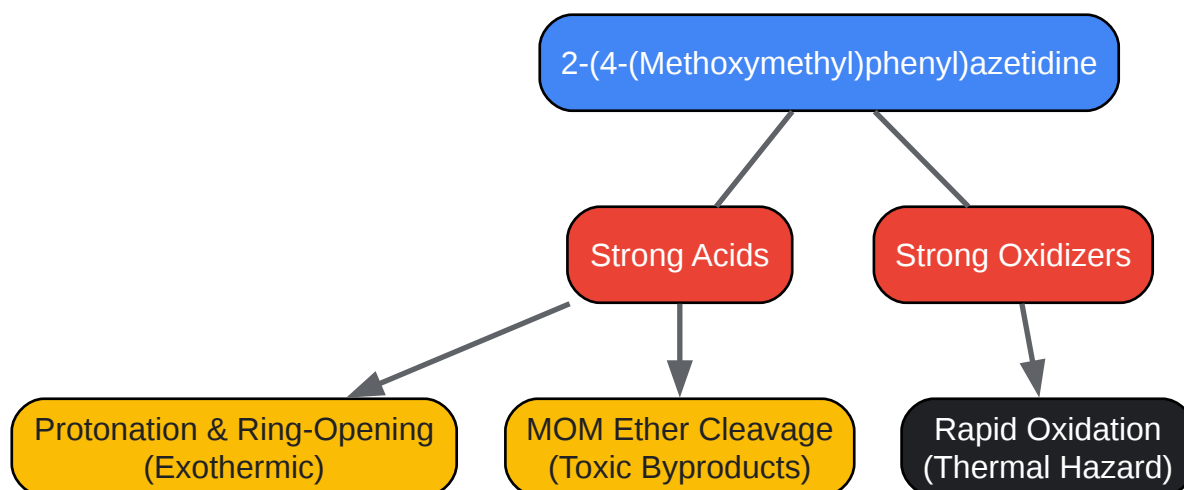 2-(4-(Methoxymethyl)phenyl)azetidine
Strong Acids
Strong Oxidizers
Protonation & Ring-Opening
(Exothermic)
MOM Ether Cleavage
(Toxic Byproducts)
Rapid Oxidation
(Thermal Hazard)